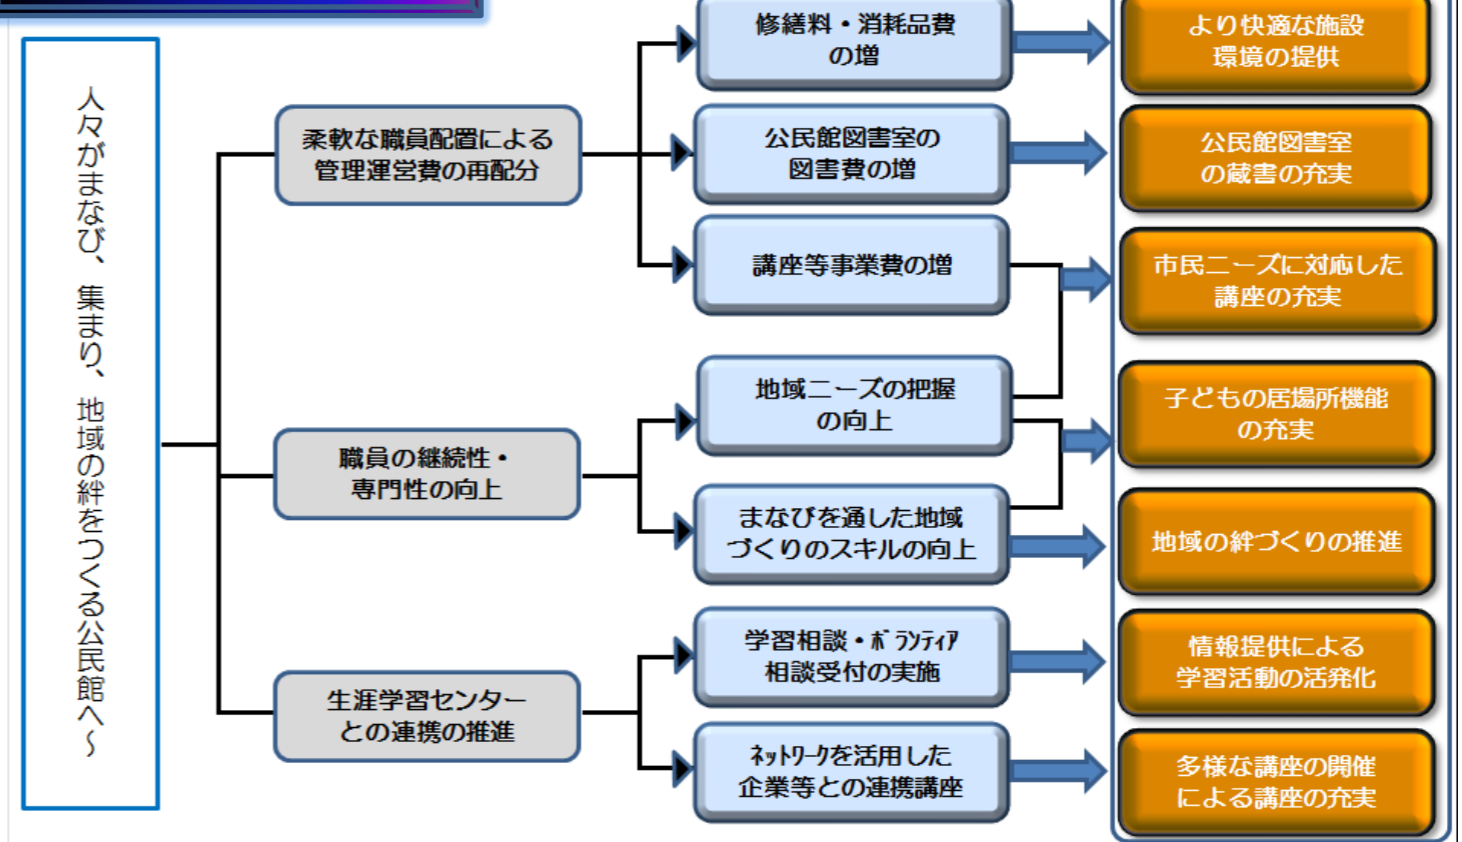 人々がまなび、集まり、地域の絆をつくる公民館へ～
柔軟な職員配置による
管理運営費の再配分
職員の継続性・
専門性の向上
生涯学習センター
との連携の推進
修繕料・消耗品費
の増
公民館図書室の
図書費の増
講座等事業費の増
地域ニーズの把握
の向上
まなびを通した地域
づくりのスキルの向上
学習相談・ﾎﾞﾗﾝﾃｨｱ
相談受付の実施
ﾈｯﾄﾜｰｸを活用した
企業等との連携講座
より快適な施設
環境の提供
公民館図書室
の蔵書の充実
市民ニーズに対応した
講座の充実
子どもの居場所機能
の充実
地域の絆づくりの推進
情報提供による
学習活動の活発化
多様な講座の開催
による講座の充実